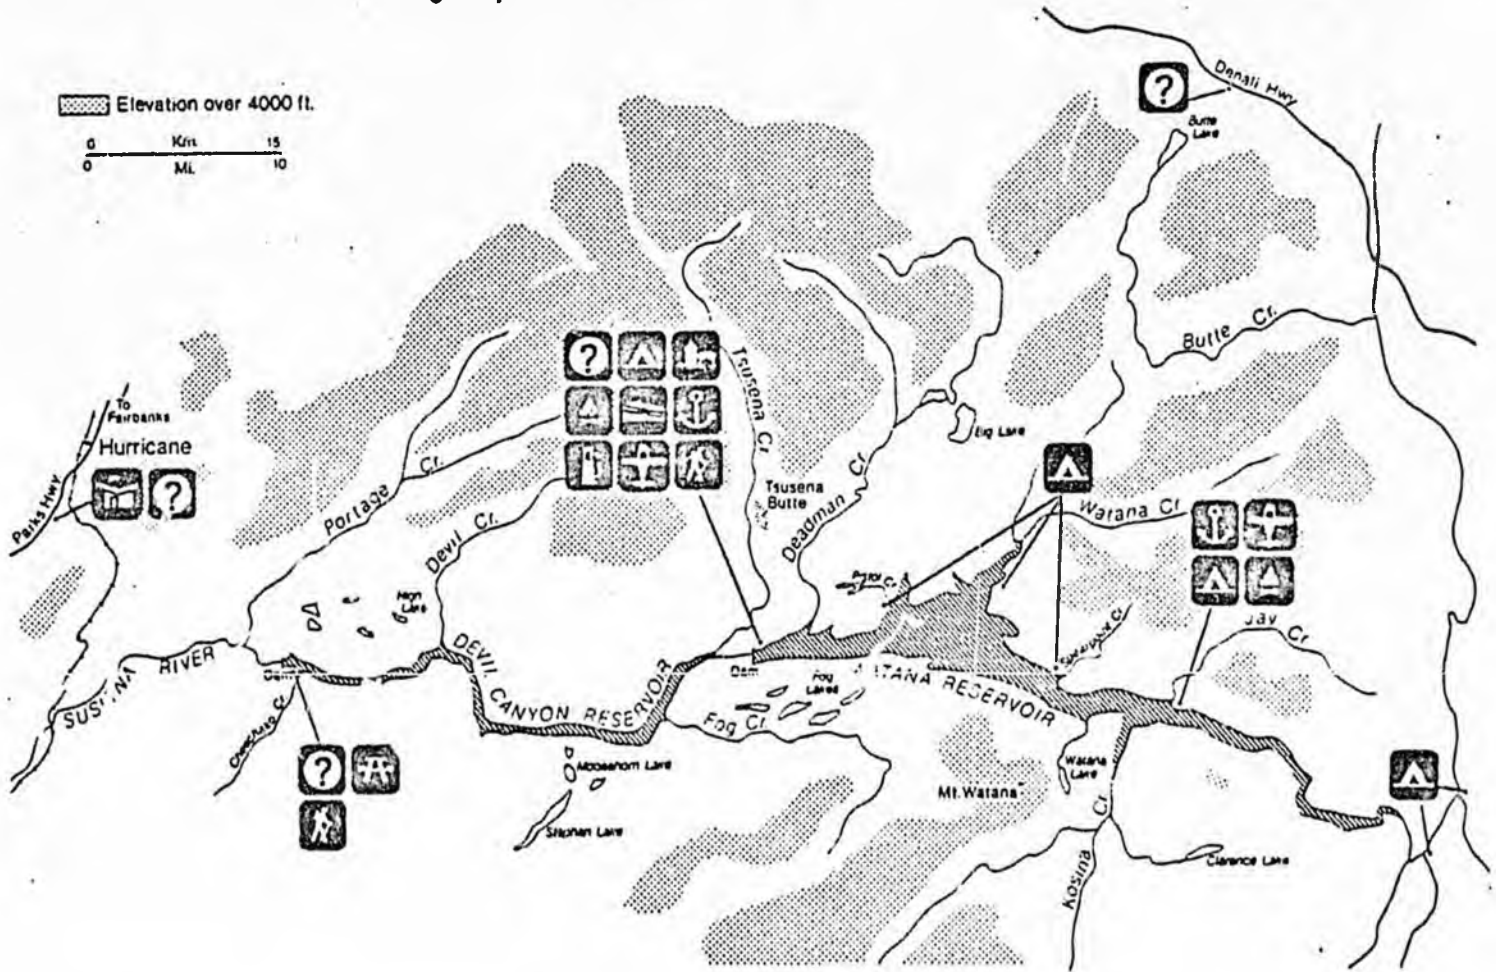 Elevation over 4000 ft.
0 Km 15
0 Mi. 10
Denali Hwy
?
Butte
Lake
Butte Cr.
To
Fairbanks
Hurricane
Parks Hwy
?
?
Tsusena Cr.
Big Lake
Portage Cr.
Devil Cr.
Tsusena
Butte
Deadman Cr.
Watana Cr.
High
Lake
Jay Cr.
SUSITNA RIVER
Dam
DEVIL CANYON RESERVOIR
Dam
Fog
Lakes
WATANA RESERVOIR
Fog Cr.
?
Moosehorn Lake
Stephan Lake
Mt. Watana
Watana
Lake
Kosina Cr.
Clarence Lake